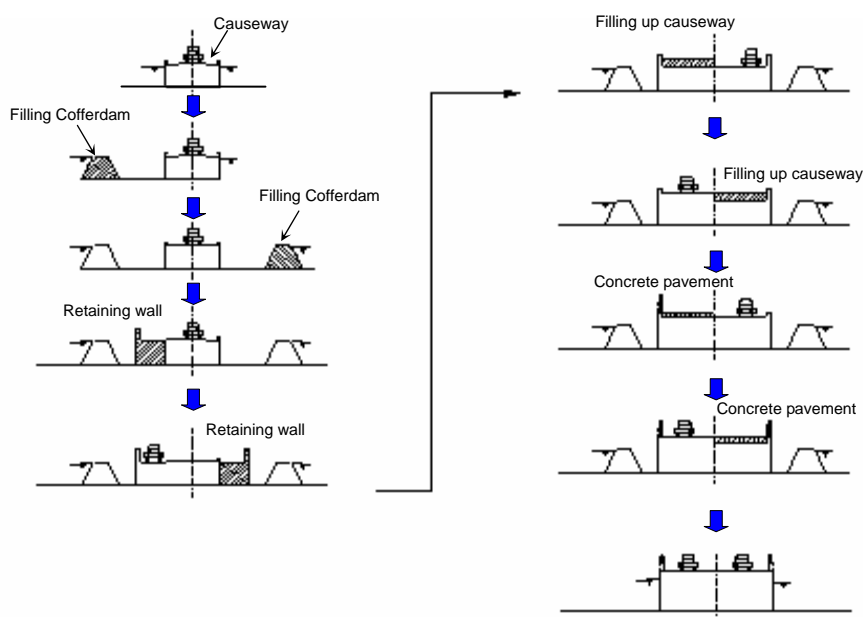 Causeway
Filling Cofferdam
Filling Cofferdam
Retaining wall
Retaining wall
Filling up causeway
Filling up causeway
Concrete pavement
Concrete pavement